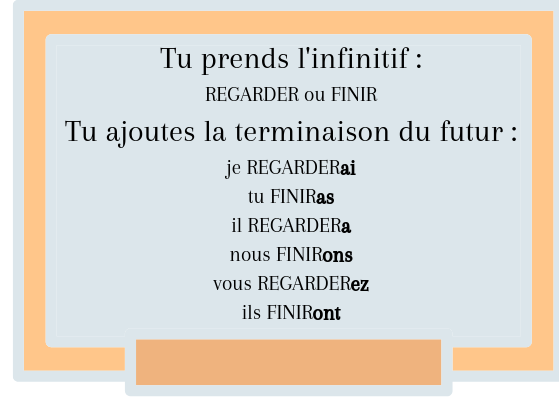 Tu prends l'infinitif :
REGARDER ou FINIR
Tu ajoutes la terminaison du futur :
je REGARDERai
tu FINIRas
il REGARDERa
nous FINIRons
vous REGARDERez
ils FINIRont